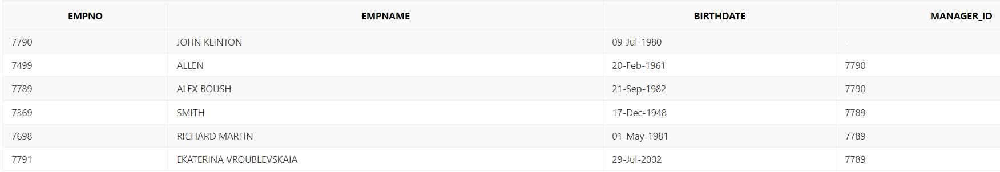 EMPNO EMPNAME BIRTHDATE MANAGER_ID
7790 JOHN KLINTON 09-Jul-1980 -
7499 ALLEN 20-Feb-1961 7790
7789 ALEX BOUSH 21-Sep-1982 7790
7369 SMITH 17-Dec-1948 7789
7698 RICHARD MARTIN 01-May-1981 7789
7791 EKATERINA VROUBLEVSKAIA 29-Jul-2002 7789